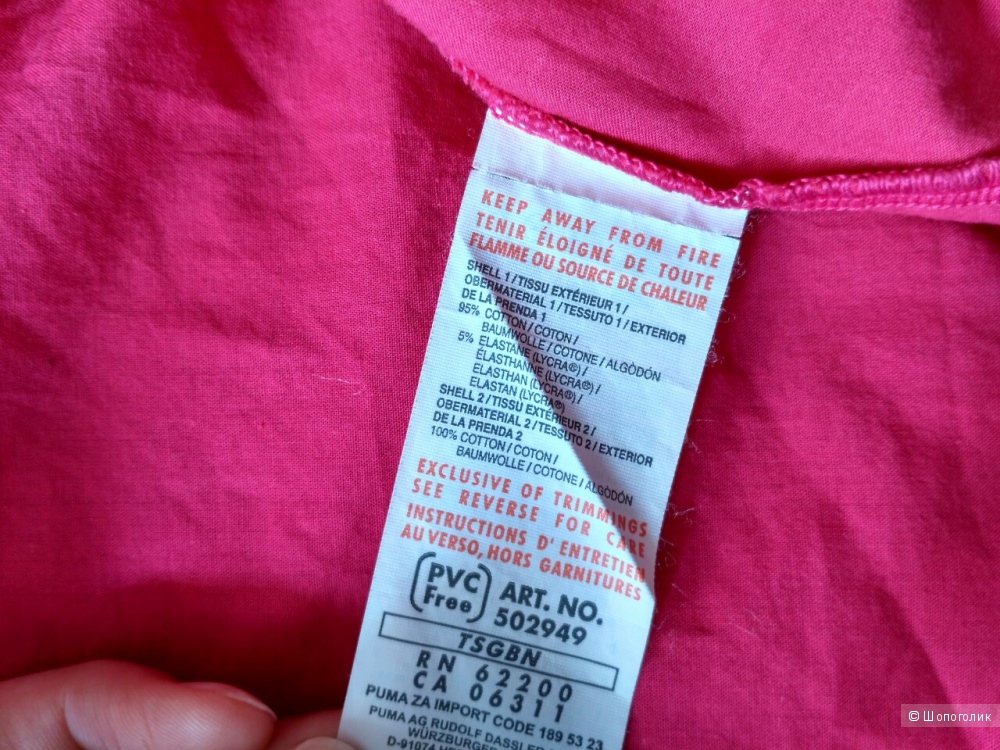 KEEP AWAY FROM FIRE
TENIR ÉLOIGNÉ DE TOUTE
FLAMME OU SOURCE DE CHALEUR
SHELL 1/TISSU EXTÉRIEUR 1/
OBERMATERIAL 1/TESSUTO 1/EXTERIOR
DE LA PRENDA 1
95% COTTON/COTON/
BAUMWOLLE/COTONE/ALGÒDÓN
5% ELASTANE (LYCRA®)/
ÉLASTHANNE (LYCRA®)/
ELASTHAN (LYCRA®)/
ELASTAN (LYCRA®)
SHELL 2/TISSU EXTÉRIEUR 2/
OBERMATERIAL 2/TESSUTO 2/EXTERIOR
DE LA PRENDA 2
100% COTTON/COTON/
BAUMWOLLE/COTONE/ALGÒDÓN
EXCLUSIVE OF TRIMMINGS
SEE REVERSE FOR CARE
INSTRUCTIONS D'ENTRETIEN
AU VERSO, HORS GARNITURES
PVC Free
ART. NO.
502949
TSGBN
RN 62200
CA 06311
PUMA ZA IMPORT CODE 189 53 23
PUMA AG RUDOLF DASSLER
WÜRZBURGER
D-91074
© Шопоголик